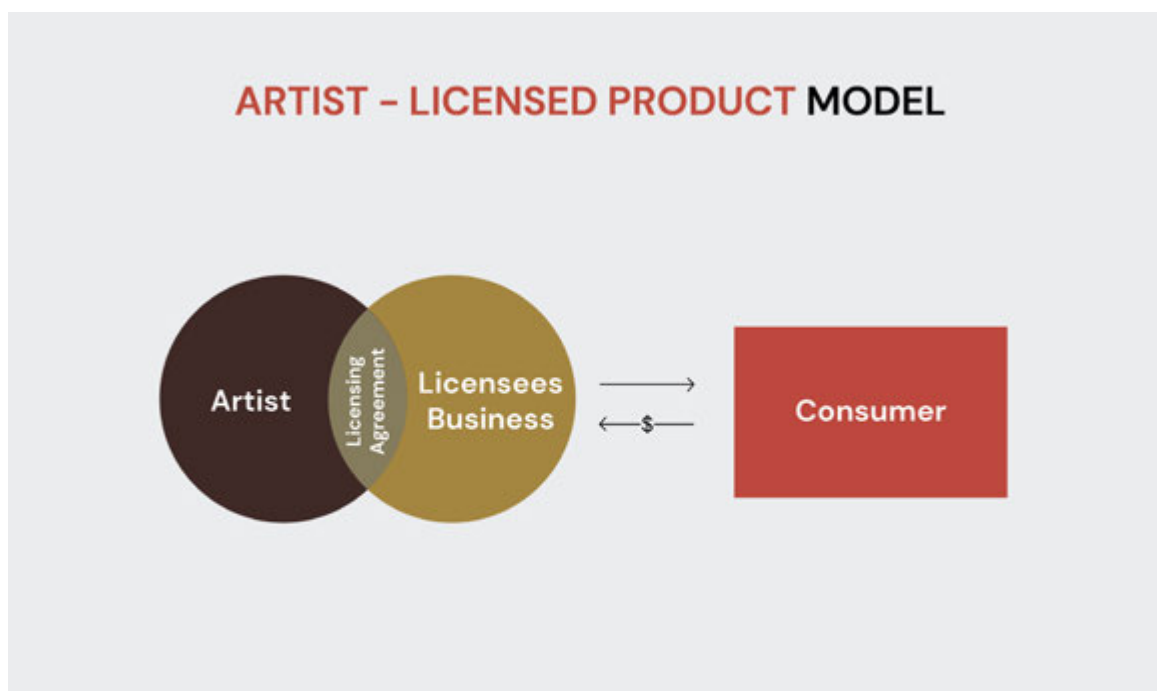 ARTIST – LICENSED PRODUCT MODEL
Artist
Licensing
Agreement
Licensees
Business
$
Consumer